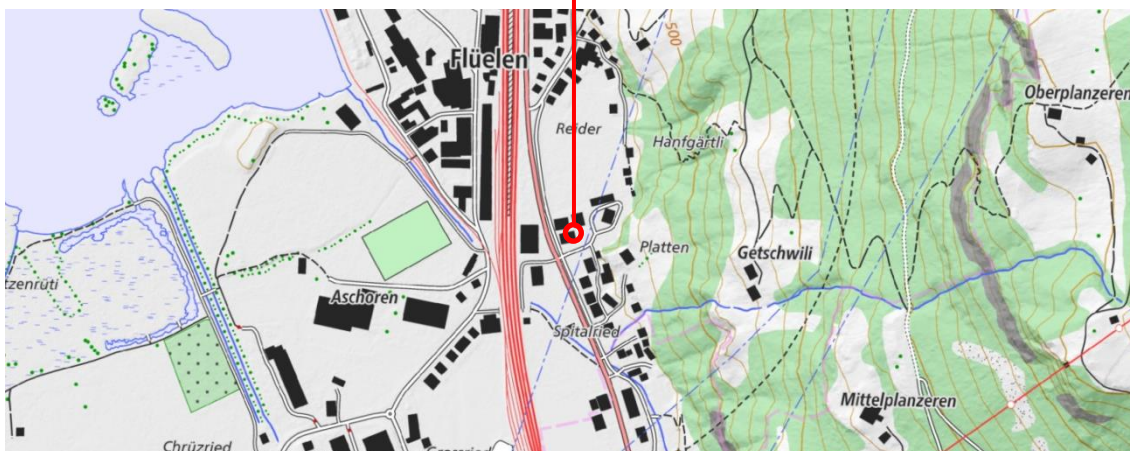 Flüelen
500
Oberplanzeren
Reider
Hanfgärtli
Platten
Getschwili
tzenrüti
Aschoren
Spitalried
Mittelplanzeren
Chrüzried